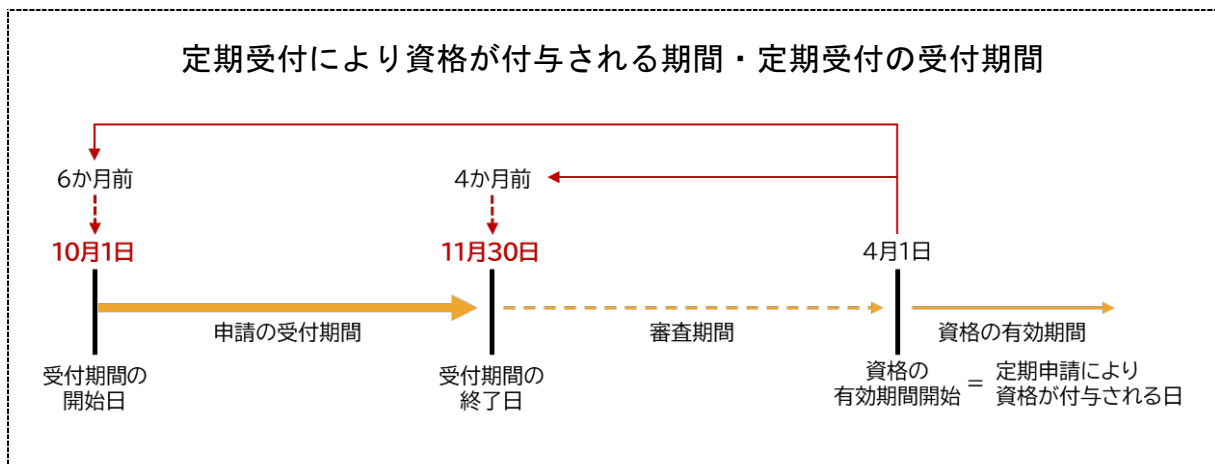 定期受付により資格が付与される期間・定期受付の受付期間
6か月前
4か月前
10月1日
11月30日
4月1日
申請の受付期間
審査期間
資格の有効期間
受付期間の
開始日
受付期間の
終了日
資格の
有効期間開始
=
定期申請により
資格が付与される日